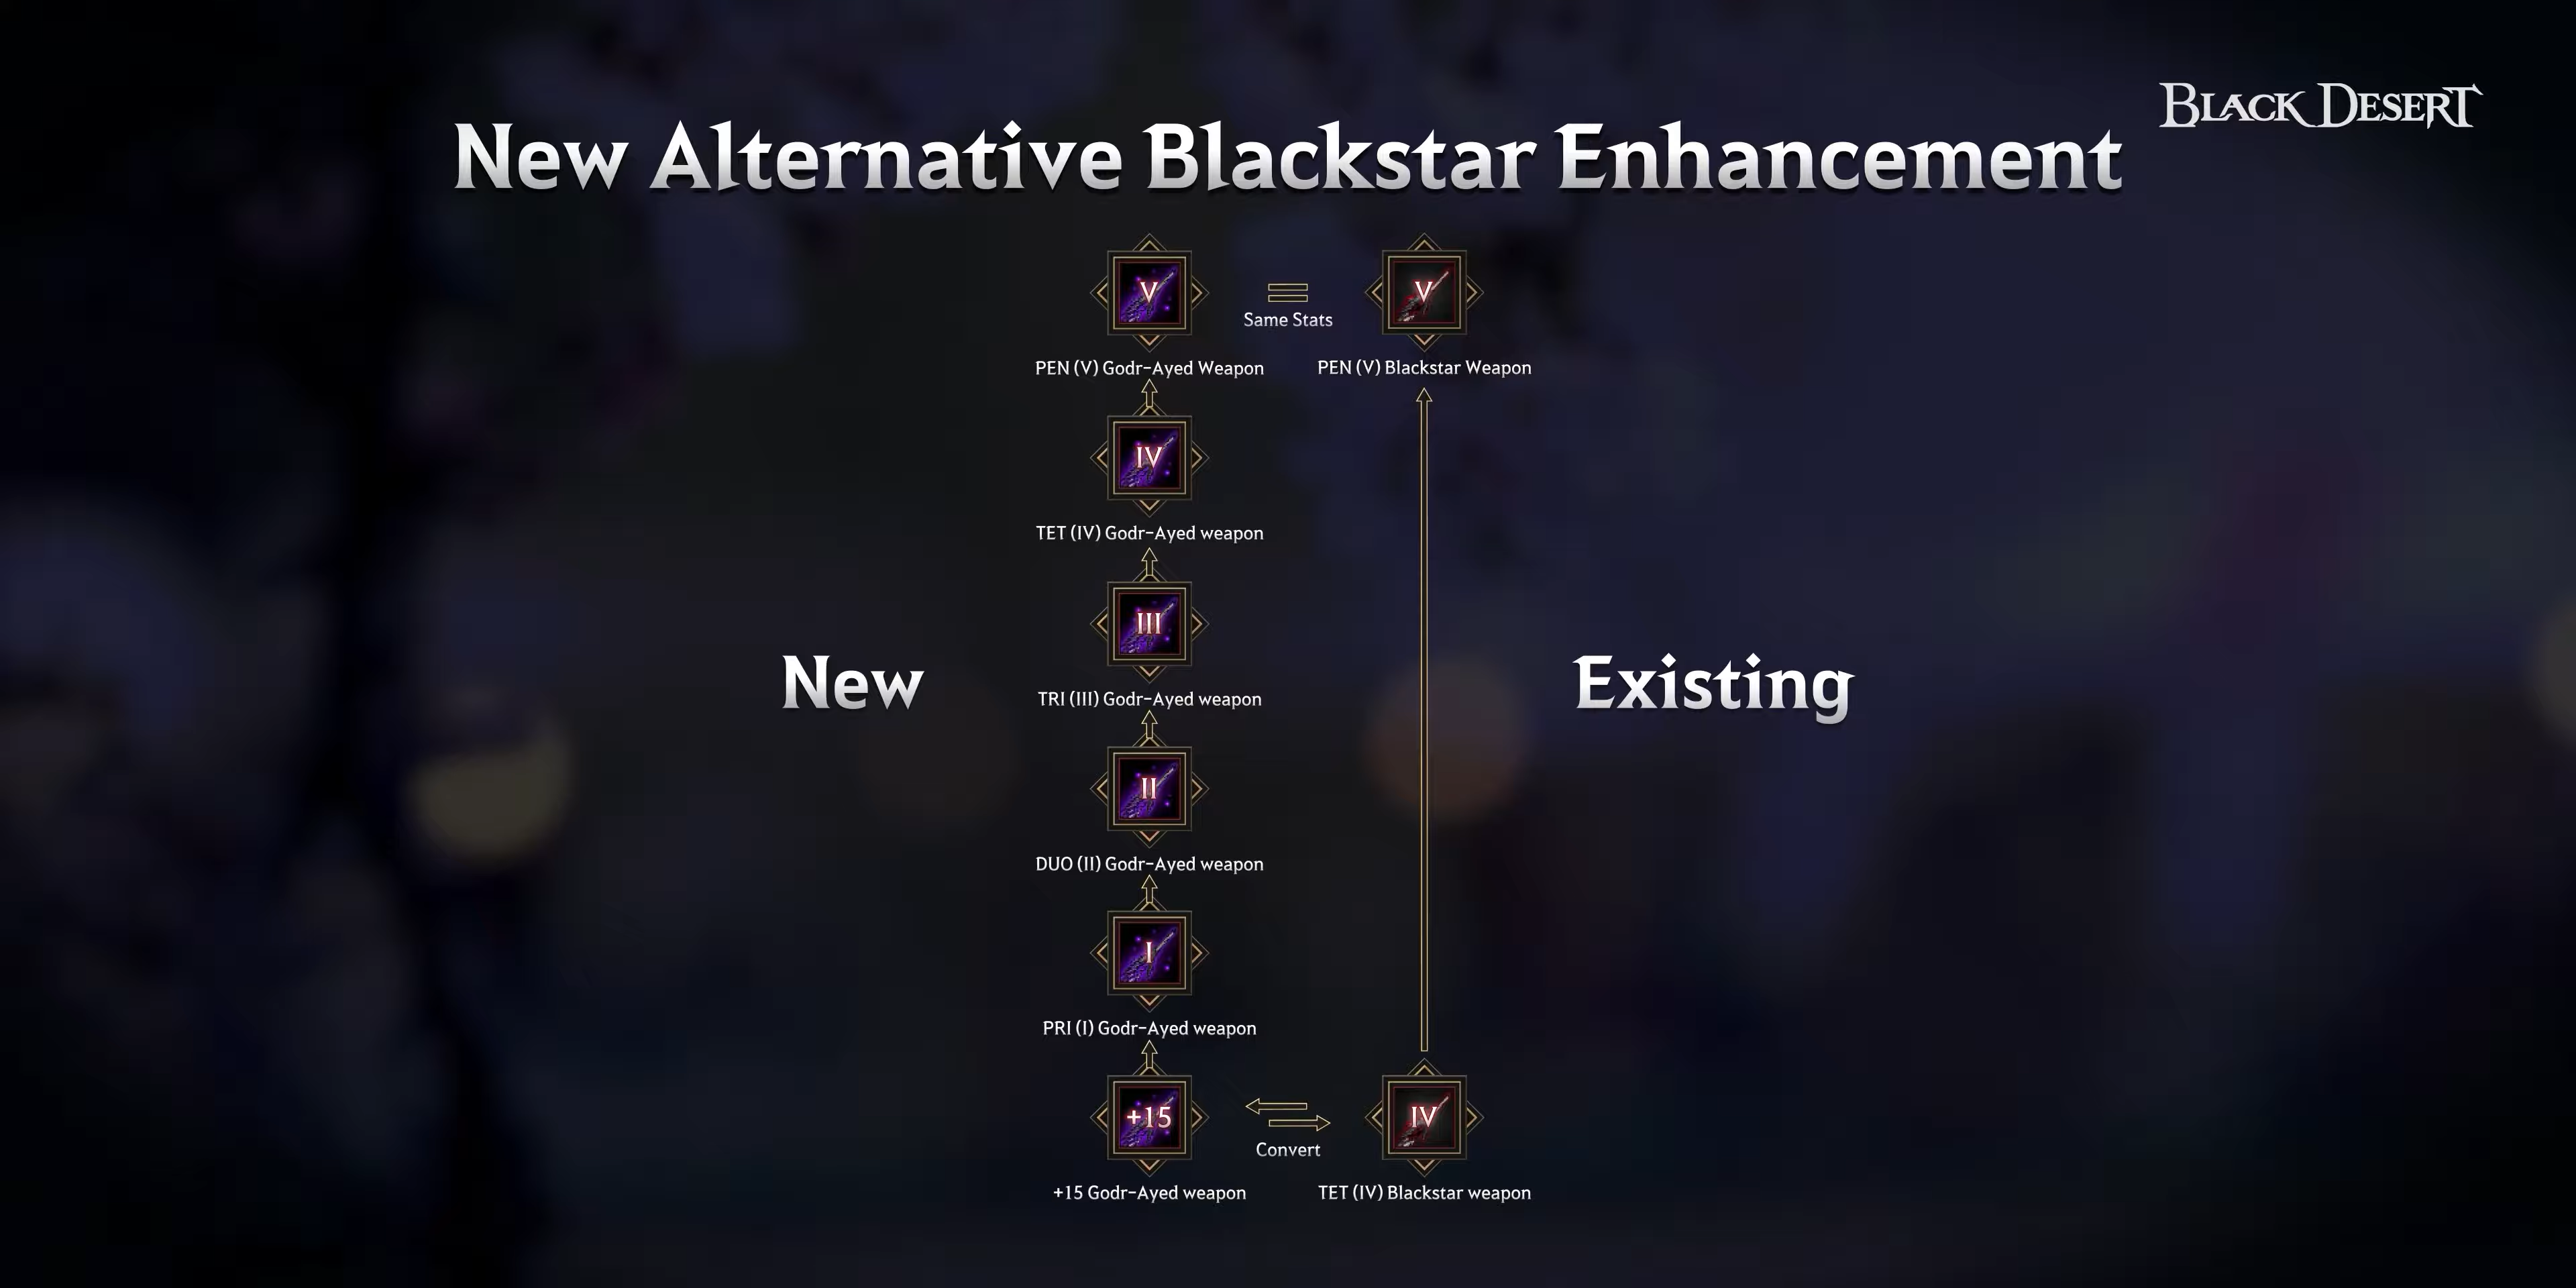 BLACK DESERT
New Alternative Blackstar Enhancement
V
V
Same Stats
PEN (V) Godr-Ayed Weapon
PEN (V) Blackstar Weapon
IV
TET (IV) Godr-Ayed weapon
III
TRI (III) Godr-Ayed weapon
New
Existing
II
DUO (II) Godr-Ayed weapon
I
PRI (I) Godr-Ayed weapon
+15
IV
Convert
+15 Godr-Ayed weapon
TET (IV) Blackstar weapon